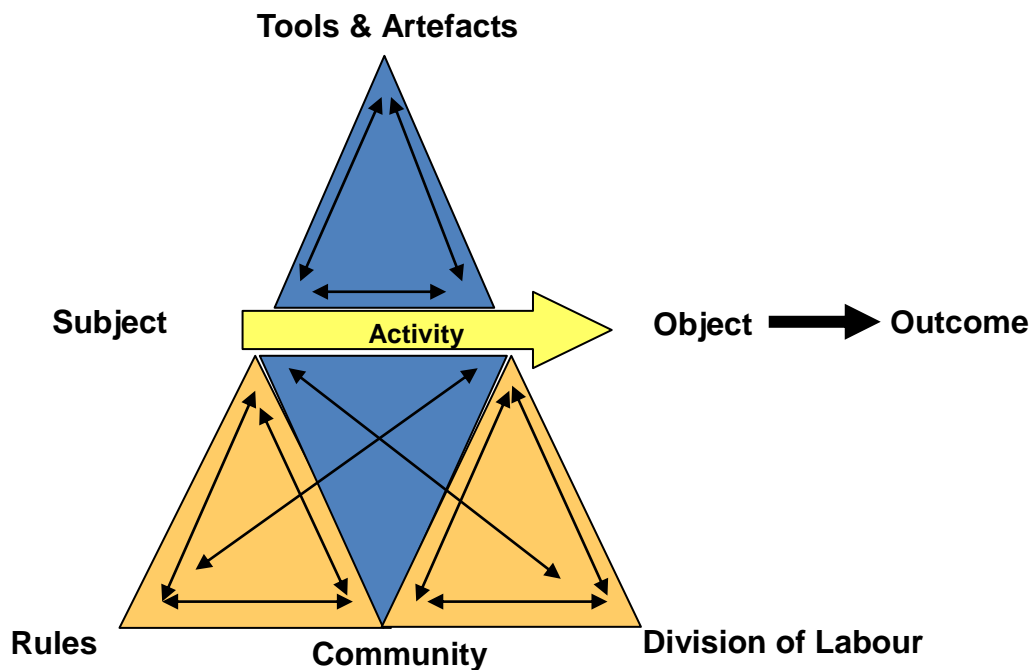 Tools & Artefacts
Subject
Activity
Object
Outcome
Rules
Community
Division of Labour